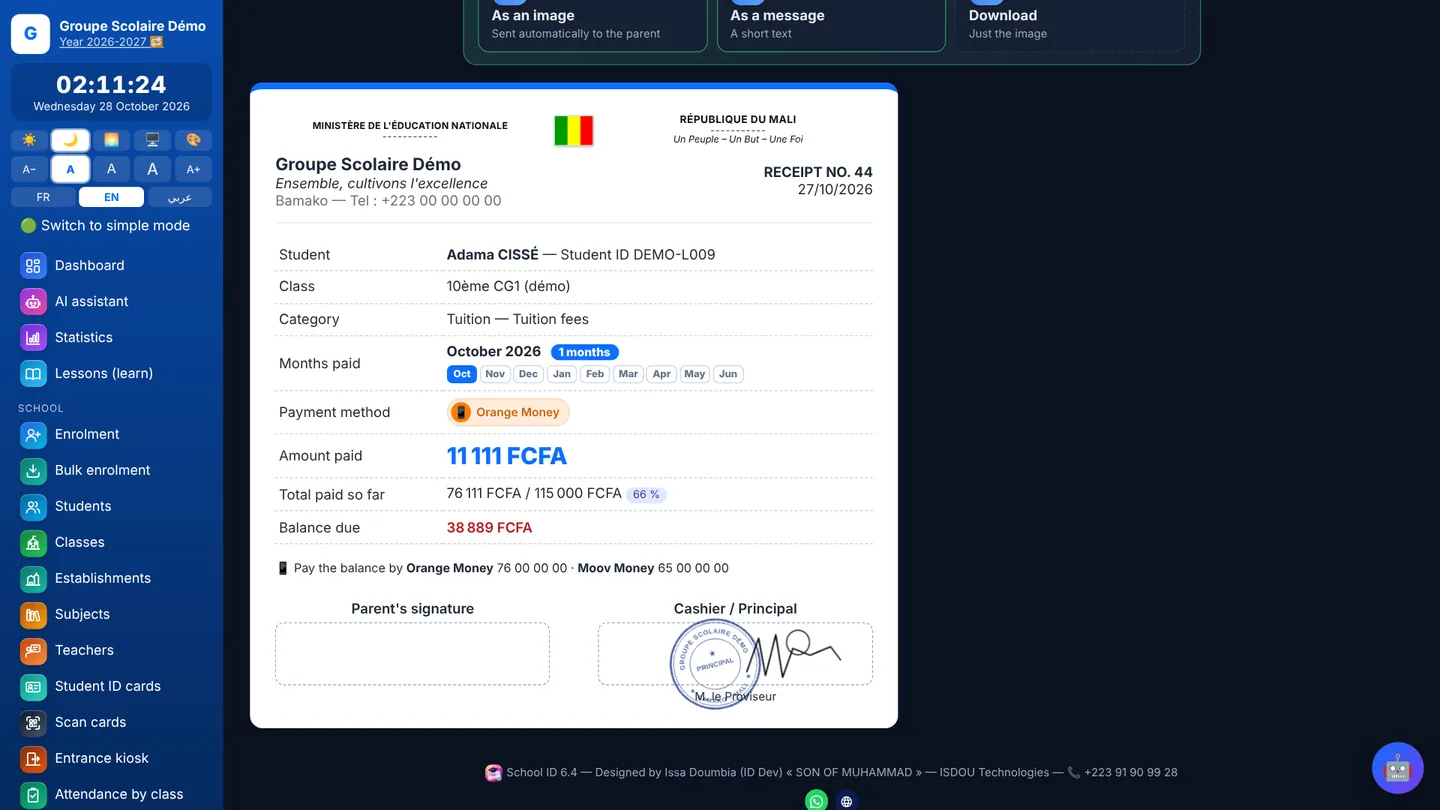 G
Groupe Scolaire Démo
Year 2026-2027
02:11:24
Wednesday 28 October 2026
A−
A
A
A
A+
FR
EN
عربي
Switch to simple mode
Dashboard
AI assistant
Statistics
Lessons (learn)
SCHOOL
Enrolment
Bulk enrolment
Students
Classes
Establishments
Subjects
Teachers
Student ID cards
Scan cards
Entrance kiosk
Attendance by class
As an image
Sent automatically to the parent
As a message
A short text
Download
Just the image
MINISTÈRE DE L'ÉDUCATION NATIONALE
RÉPUBLIQUE DU MALI
Un Peuple – Un But – Une Foi
Groupe Scolaire Démo
Ensemble, cultivons l'excellence
Bamako — Tel : +223 00 00 00 00
RECEIPT NO. 44
27/10/2026
Student Adama CISSÉ — Student ID DEMO-L009
Class 10ème CG1 (démo)
Category Tuition — Tuition fees
Months paid October 2026 1 months
Oct Nov Dec Jan Feb Mar Apr May Jun
Payment method Orange Money
Amount paid 11 111 FCFA
Total paid so far 76 111 FCFA / 115 000 FCFA 66 %
Balance due 38 889 FCFA
Pay the balance by Orange Money 76 00 00 00 · Moov Money 65 00 00 00
Parent's signature
Cashier / Principal
GROUPE SCOLAIRE DÉMO
PRINCIPAL
M. le Proviseur
School ID 6.4 — Designed by Issa Doumbia (ID Dev) « SON OF MUHAMMAD » — ISDOU Technologies — 📞 +223 91 90 99 28